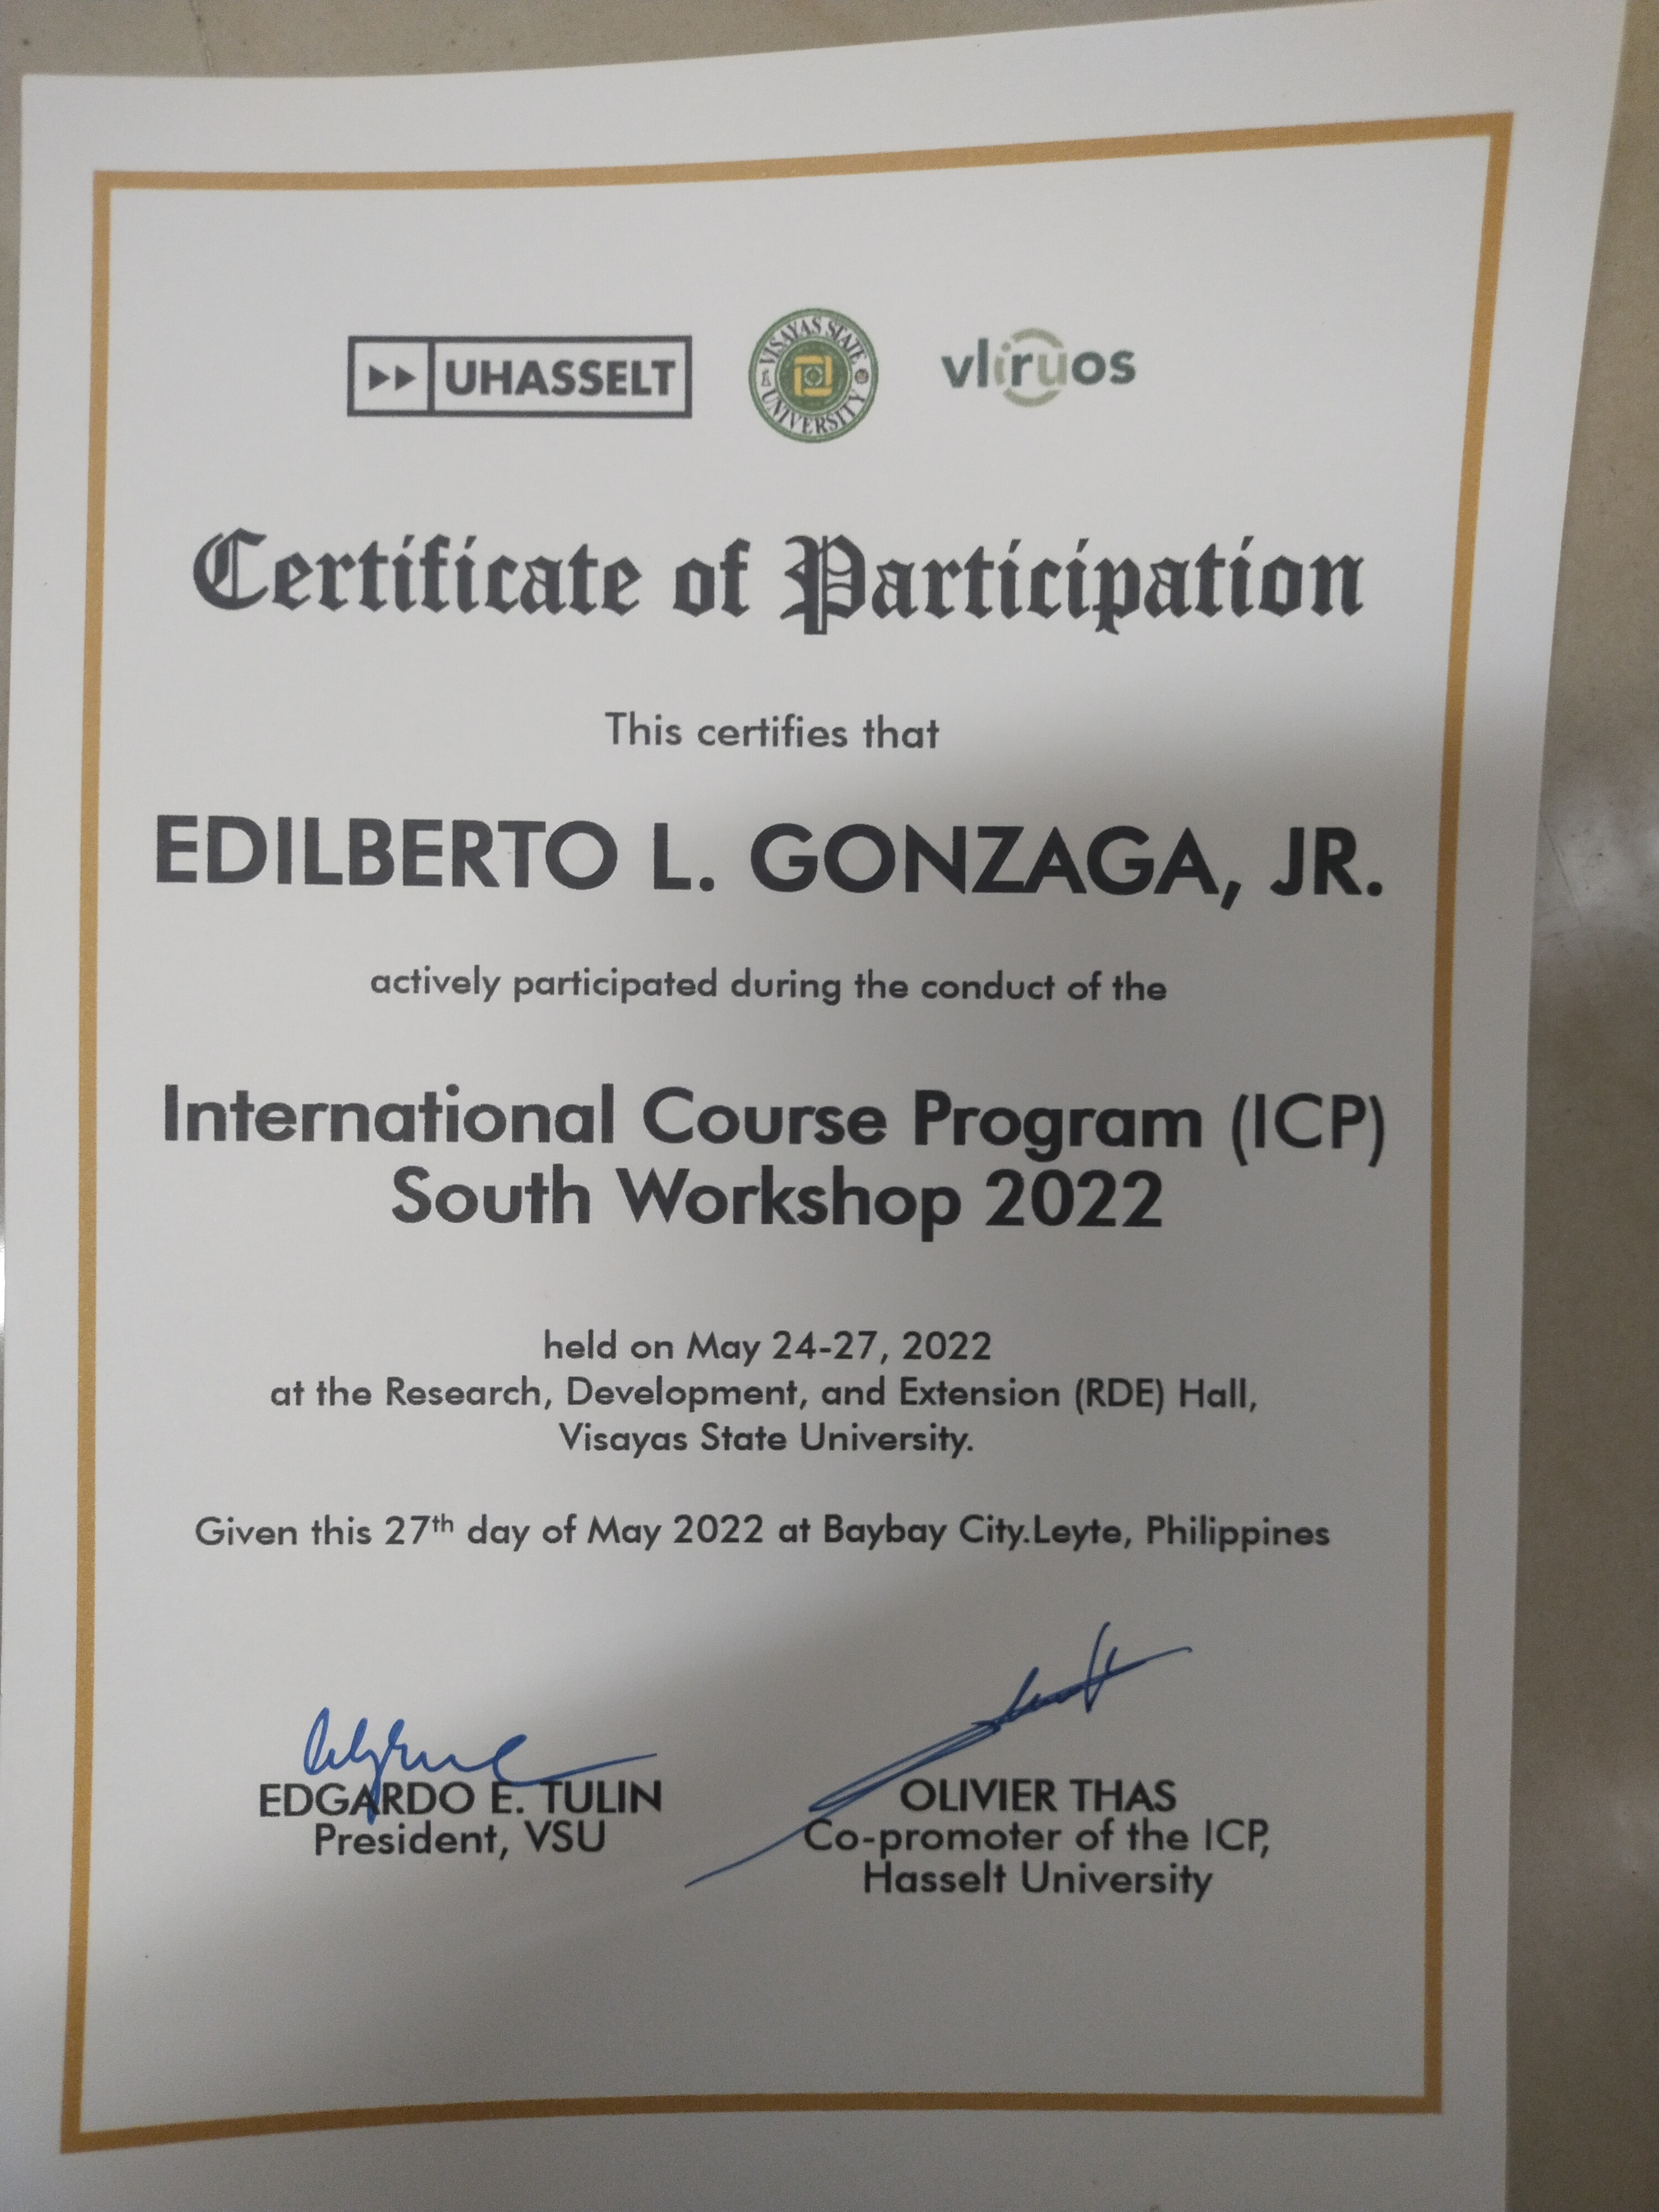 UHASSELT
VISAYAS STATE UNIVERSITY
vliruos
Certificate of Participation
This certifies that
EDILBERTO L. GONZAGA, JR.
actively participated during the conduct of the
International Course Program (ICP)
South Workshop 2022
held on May 24-27, 2022
at the Research, Development, and Extension (RDE) Hall,
Visayas State University.
Given this 27th day of May 2022 at Baybay City.Leyte, Philippines
EDGARDO E. TULIN
President, VSU
OLIVIER THAS
Co-promoter of the ICP,
Hasselt University